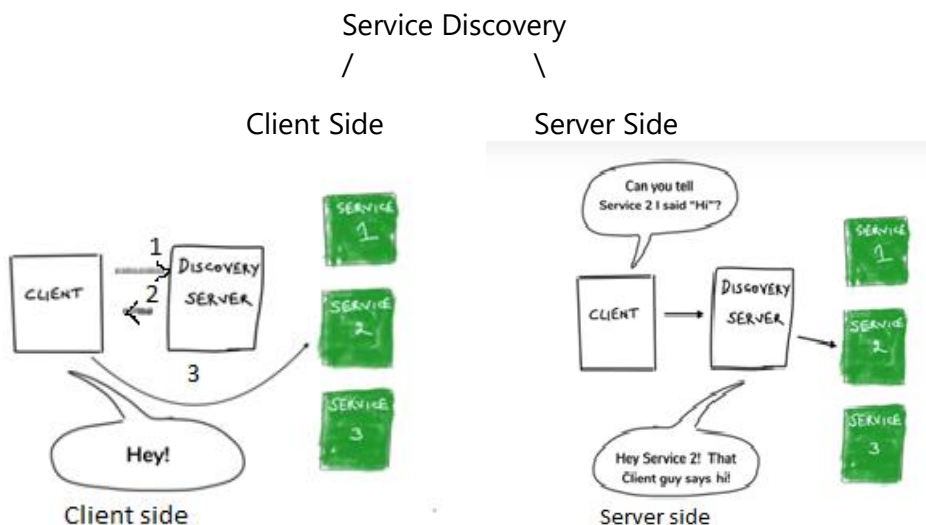 Service Discovery
/ \
Client Side Server Side
1
2
CLIENT
DISCOVERY
SERVER
3
Hey!
SERVICE
1
SERVICE
2
SERVICE
3
Client side
Can you tell
Service 2 I said "Hi"?
CLIENT
DISCOVERY
SERVER
Hey Service 2! That
Client guy says hi!
SERVICE
1
SERVICE
2
SERVICE
3
Server side